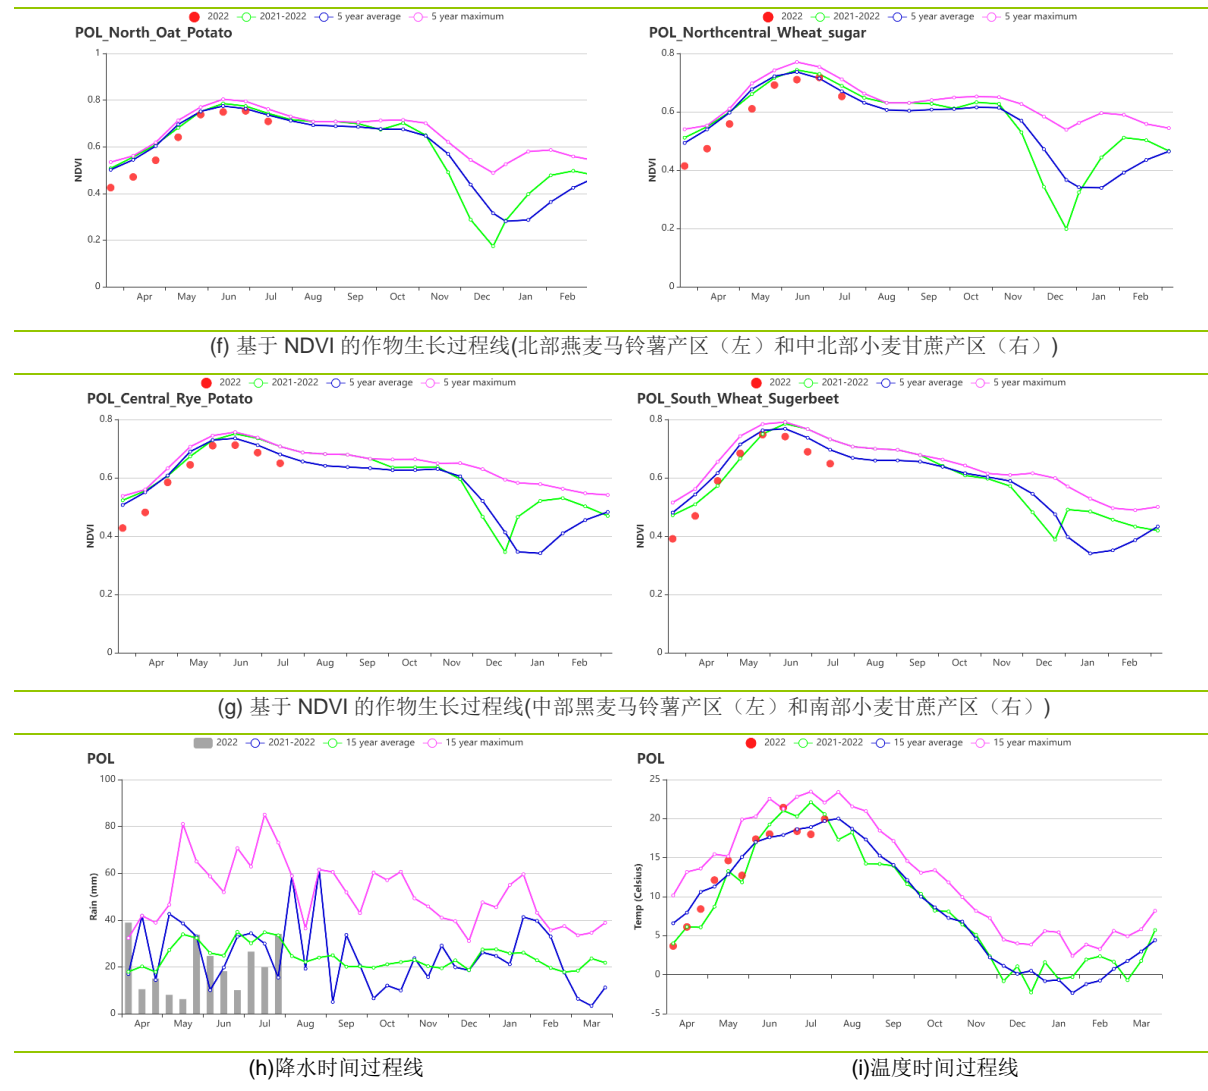 2022 2021-2022 5 year average 5 year maximum
POL_North_Oat_Potato
NDVI
1
0.8
0.6
0.4
0.2
0
Apr May Jun Jul Aug Sep Oct Nov Dec Jan Feb
2022 2021-2022 5 year average 5 year maximum
POL_Northcentral_Wheat_sugar
NDVI
0.8
0.6
0.4
0.2
0
Apr May Jun Jul Aug Sep Oct Nov Dec Jan Feb
(f) 基于 NDVI 的作物生长过程线(北部燕麦马铃薯产区（左）和中北部小麦甘蔗产区（右）)
2022 2021-2022 5 year average 5 year maximum
POL_Central_Rye_Potato
NDVI
0.8
0.6
0.4
0.2
0
Apr May Jun Jul Aug Sep Oct Nov Dec Jan Feb
2022 2021-2022 5 year average 5 year maximum
POL_South_Wheat_Sugerbeet
NDVI
0.8
0.6
0.4
0.2
0
Apr May Jun Jul Aug Sep Oct Nov Dec Jan Feb
(g) 基于 NDVI 的作物生长过程线(中部黑麦马铃薯产区（左）和南部小麦甘蔗产区（右）)
2022 2021-2022 15 year average 15 year maximum
POL
Rain (mm)
100
80
60
40
20
0
Apr May Jun Jul Aug Sep Oct Nov Dec Jan Feb Mar
2022 2021-2022 15 year average 15 year maximum
POL
Temp (Celsius)
25
20
15
10
5
0
-5
Apr May Jun Jul Aug Sep Oct Nov Dec Jan Feb Mar
(h)降水时间过程线
(i)温度时间过程线